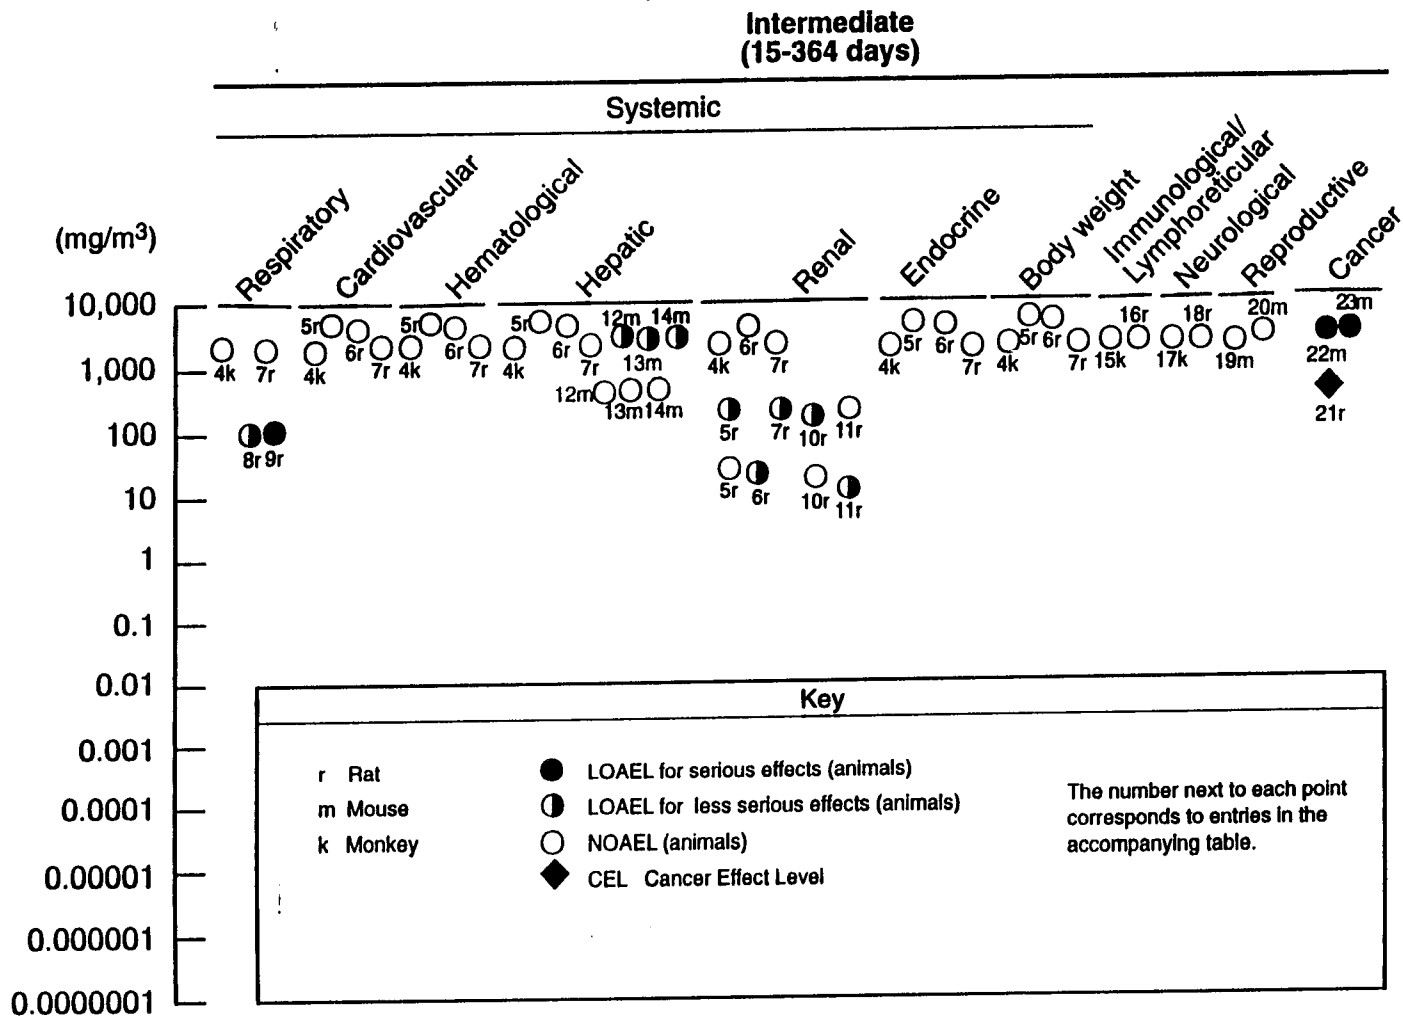 Intermediate
(15-364 days)
Systemic
(mg/m³)
Respiratory
Cardiovascular
Hematological
Hepatic
Renal
Endocrine
Body weight
Immunological/
Lymphoreticular
Neurological
Reproductive
Cancer
10,000
1,000
100
10
1
0.1
0.01
0.001
0.0001
0.00001
0.000001
0.0000001
4k 7r
8r 9r
4k 5r 6r 7r
4k 5r 6r 7r
4k 5r 6r 7r 12m 13m 14m
12m 13m 14m
4k 6r 7r
5r 7r 10r 11r
5r 6r 10r 11r
4k 5r 6r 7r
4k 5r 6r 7r
15k 16r
17k 18r
19m 20m
23m
22m
21r
Key
r Rat
m Mouse
k Monkey
LOAEL for serious effects (animals)
LOAEL for less serious effects (animals)
NOAEL (animals)
CEL Cancer Effect Level
The number next to each point
corresponds to entries in the
accompanying table.